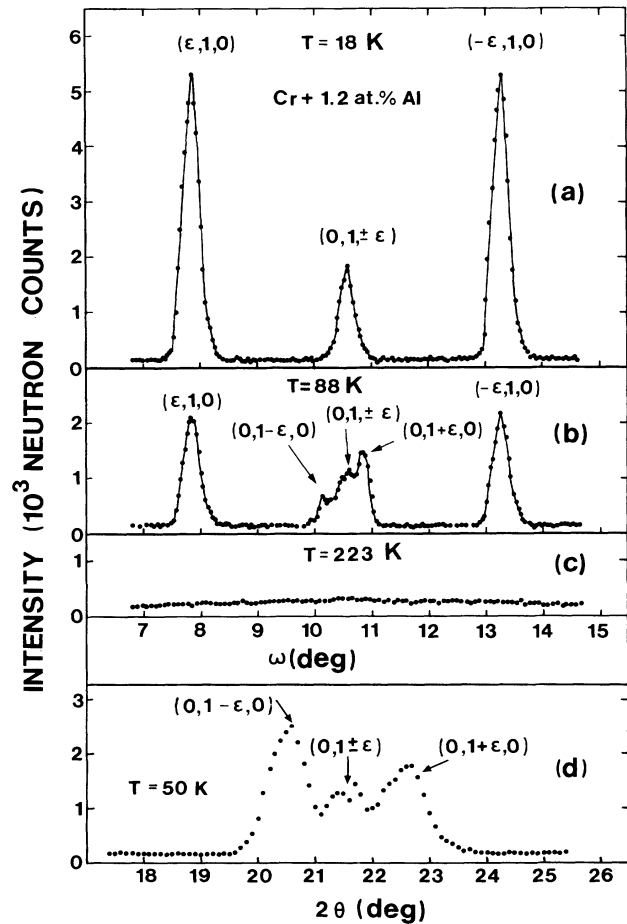 6
5
4
3
2
1
0
(ε,1,0)
T = 18 K
(-ε,1,0)
Cr + 1.2 at.% Al
(a)
(0,1,± ε)
INTENSITY (10³ NEUTRON COUNTS)
2
1
0
(ε,1,0)
T=88 K
(-ε,1,0)
(0,1,± ε)
(0,1-ε,0)
(0,1+ε,0)
(b)
1
0
T=223 K
(c)
7 8 9 10 11 12 13 14 15
ω(deg)
3
2
1
0
(0,1-ε,0)
(0,1±ε)
(0,1+ε,0)
(d)
T = 50 K
18 19 20 21 22 23 24 25 26
2θ (deg)